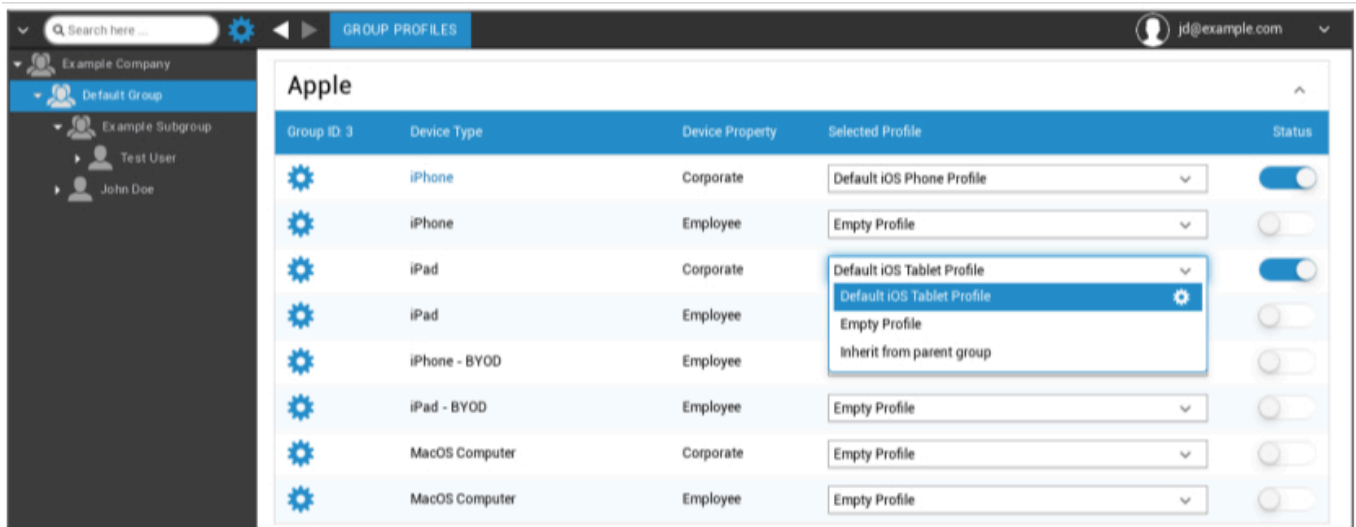 Search here ...
GROUP PROFILES
jd@example.com
Example Company
Default Group
Example Subgroup
Test User
John Doe
Apple
Group ID: 3 Device Type Device Property Selected Profile Status
iPhone Corporate Default iOS Phone Profile
iPhone Employee Empty Profile
iPad Corporate Default iOS Tablet Profile
Default iOS Tablet Profile
Empty Profile
Inherit from parent group
iPad Employee
iPhone - BYOD Employee
iPad - BYOD Employee Empty Profile
MacOS Computer Corporate Empty Profile
MacOS Computer Employee Empty Profile